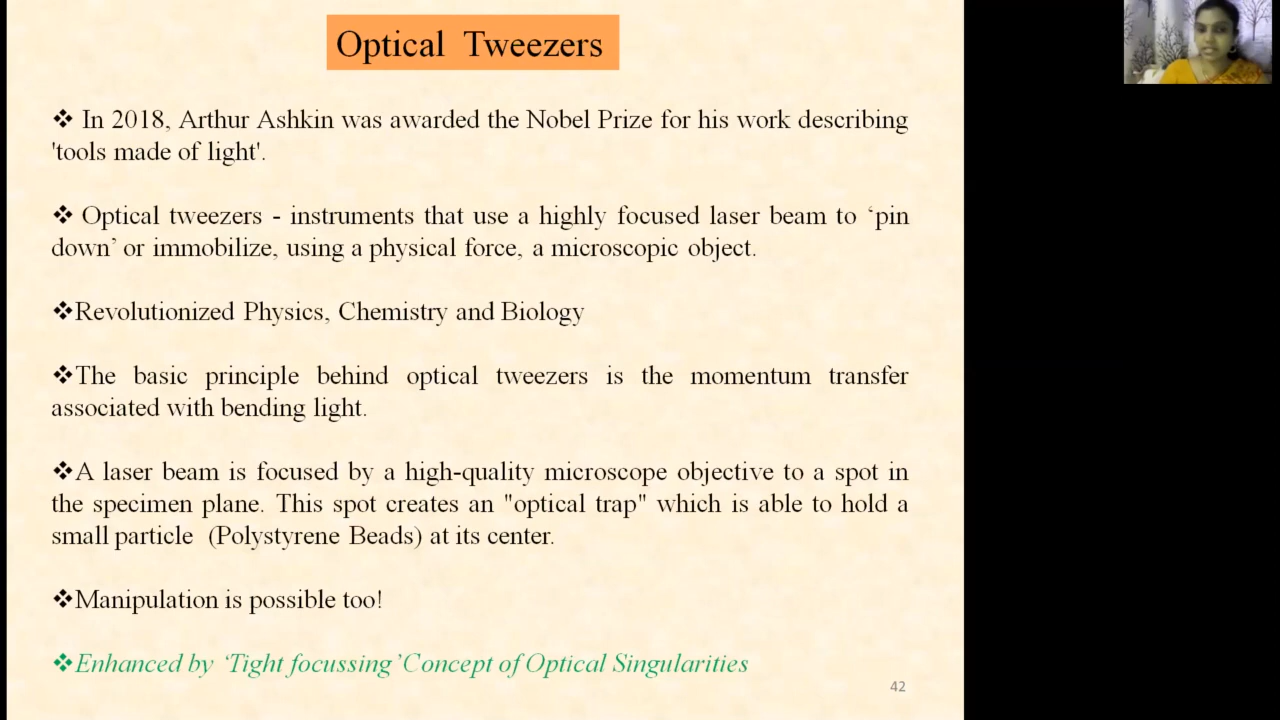 Optical Tweezers
❖ In 2018, Arthur Ashkin was awarded the Nobel Prize for his work describing
'tools made of light'.
❖ Optical tweezers - instruments that use a highly focused laser beam to ‘pin
down’ or immobilize, using a physical force, a microscopic object.
❖Revolutionized Physics, Chemistry and Biology
❖The basic principle behind optical tweezers is the momentum transfer
associated with bending light.
❖A laser beam is focused by a high-quality microscope objective to a spot in
the specimen plane. This spot creates an "optical trap" which is able to hold a
small particle (Polystyrene Beads) at its center.
❖Manipulation is possible too!
❖Enhanced by ‘Tight focussing’Concept of Optical Singularities
42